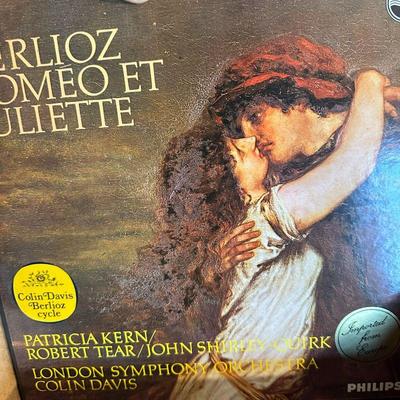 ERLIOZ
OMEO ET
ULIETTE
Colin Davis
Berlioz
cycle
PATRICIA KERN/
ROBERT TEAR/JOHN SHIRLEY-QUIRK
LONDON SYMPHONY ORCHESTRA
COLIN DAVIS
Imported
from
PHILIPS